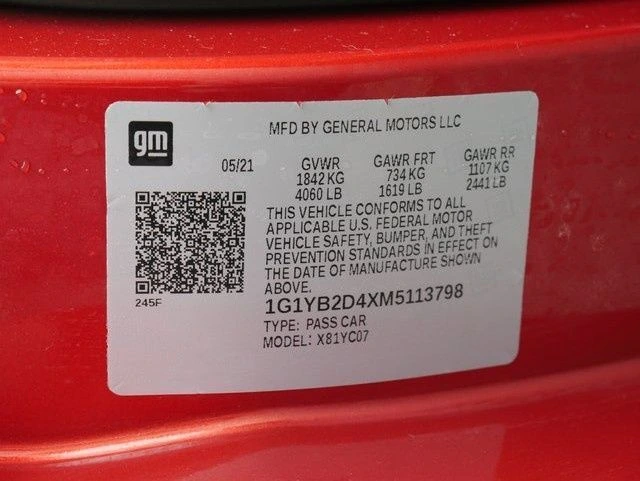 gm
MFD BY GENERAL MOTORS LLC
05/21 GVWR GAWR FRT GAWR RR
1842 KG 734 KG 1107 KG
4060 LB 1619 LB 2441 LB
THIS VEHICLE CONFORMS TO ALL
APPLICABLE U.S. FEDERAL MOTOR
VEHICLE SAFETY, BUMPER, AND THEFT
PREVENTION STANDARDS IN EFFECT ON
THE DATE OF MANUFACTURE SHOWN
ABOVE.
245F
1G1YB2D4XM5113798
TYPE: PASS CAR
MODEL: X81YC07